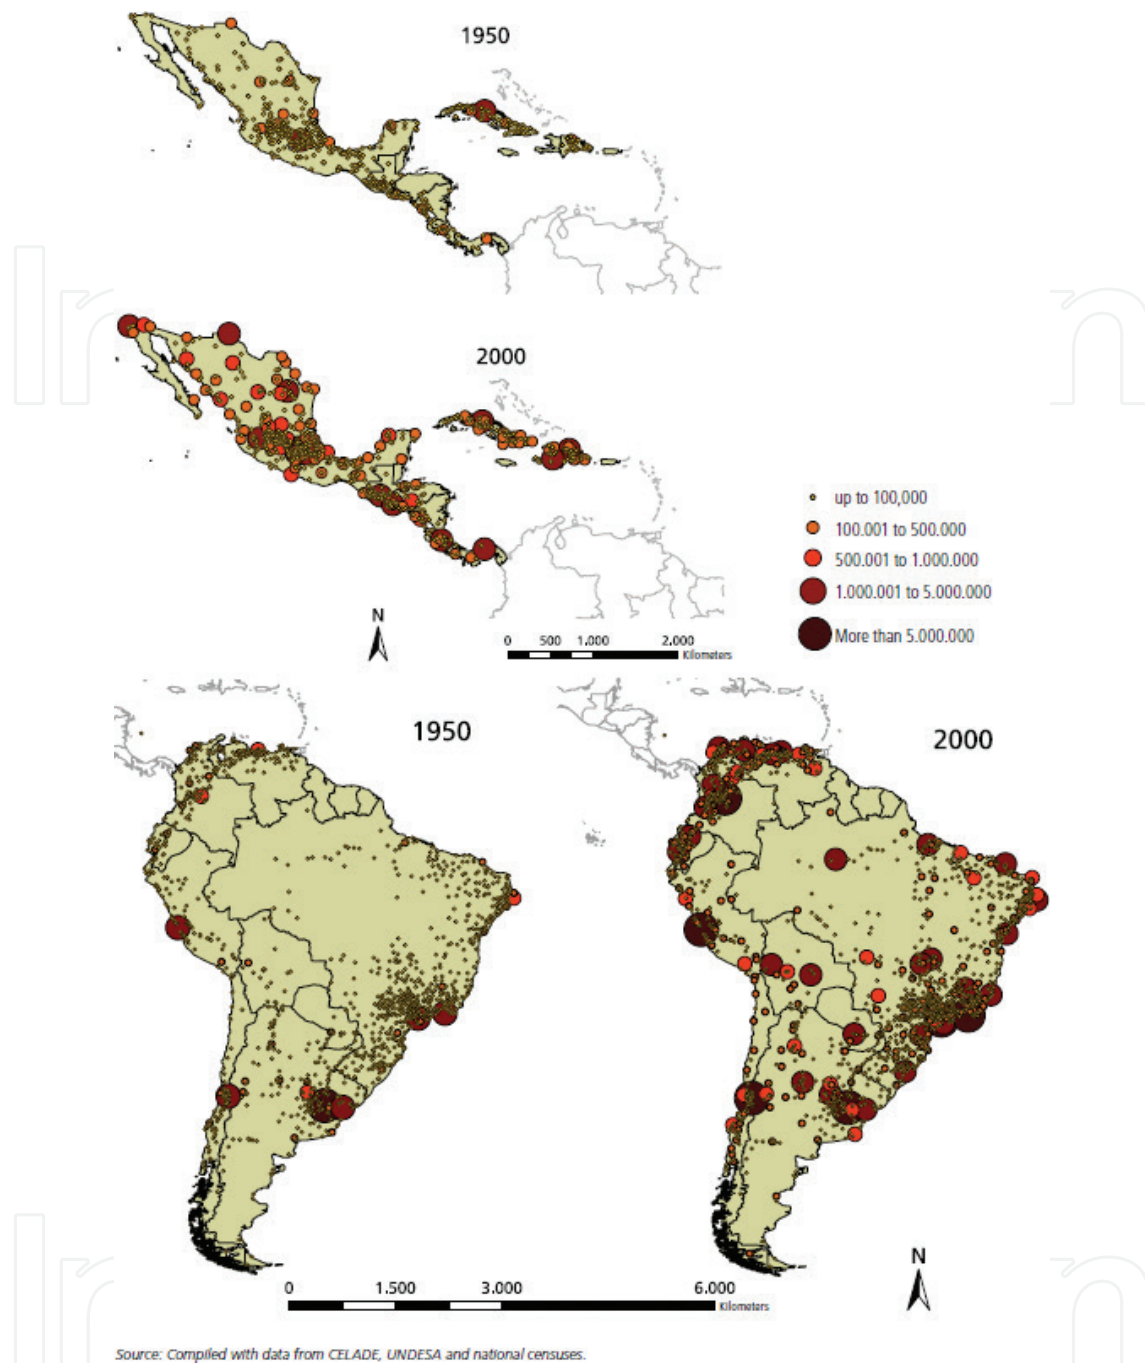 1950
2000
up to 100,000
100.001 to 500.000
500.001 to 1.000.000
1.000.001 to 5.000.000
More than 5.000.000
N
0 500 1.000 2.000
Kilometers
1950
2000
N
0 1.500 3.000 6.000
Kilometers
Source: Compiled with data from CELADE, UNDESA and national censuses.